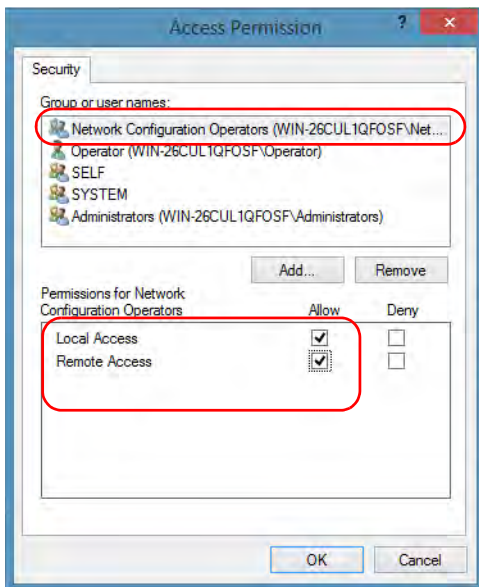 Access Permission
?
Security
Group or user names:
Network Configuration Operators (WIN-26CUL1QFOSF\Net...
Operator (WIN-26CUL1QFOSF\Operator)
SELF
SYSTEM
Administrators (WIN-26CUL1QFOSF\Administrators)
Add... Remove
Permissions for Network
Configuration Operators Allow Deny
Local Access
Remote Access
OK Cancel